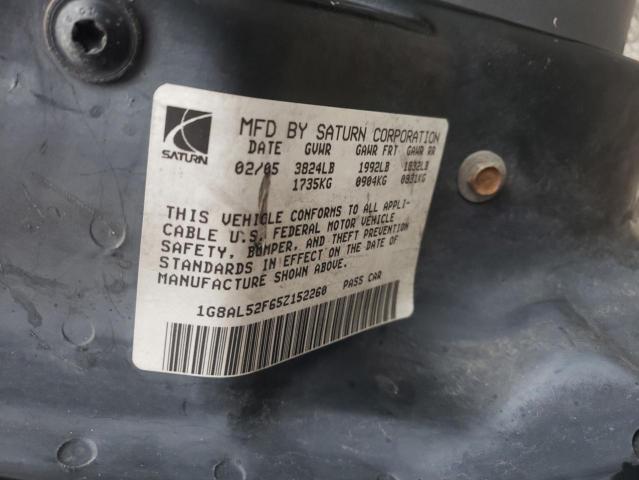 MFD BY SATURN CORPORATION
SATURN
DATE GVWR GAWR FRT GAWR RR
02/05 3824LB 1992LB 1832LB
1735KG 0904KG 0831KG
THIS VEHICLE CONFORMS TO ALL APPLI-
CABLE U.S. FEDERAL MOTOR VEHICLE
SAFETY, BUMPER, AND THEFT PREVENTION
STANDARDS IN EFFECT ON THE DATE OF
MANUFACTURE SHOWN ABOVE.
1G8AL52F65Z152260 PASS CAR